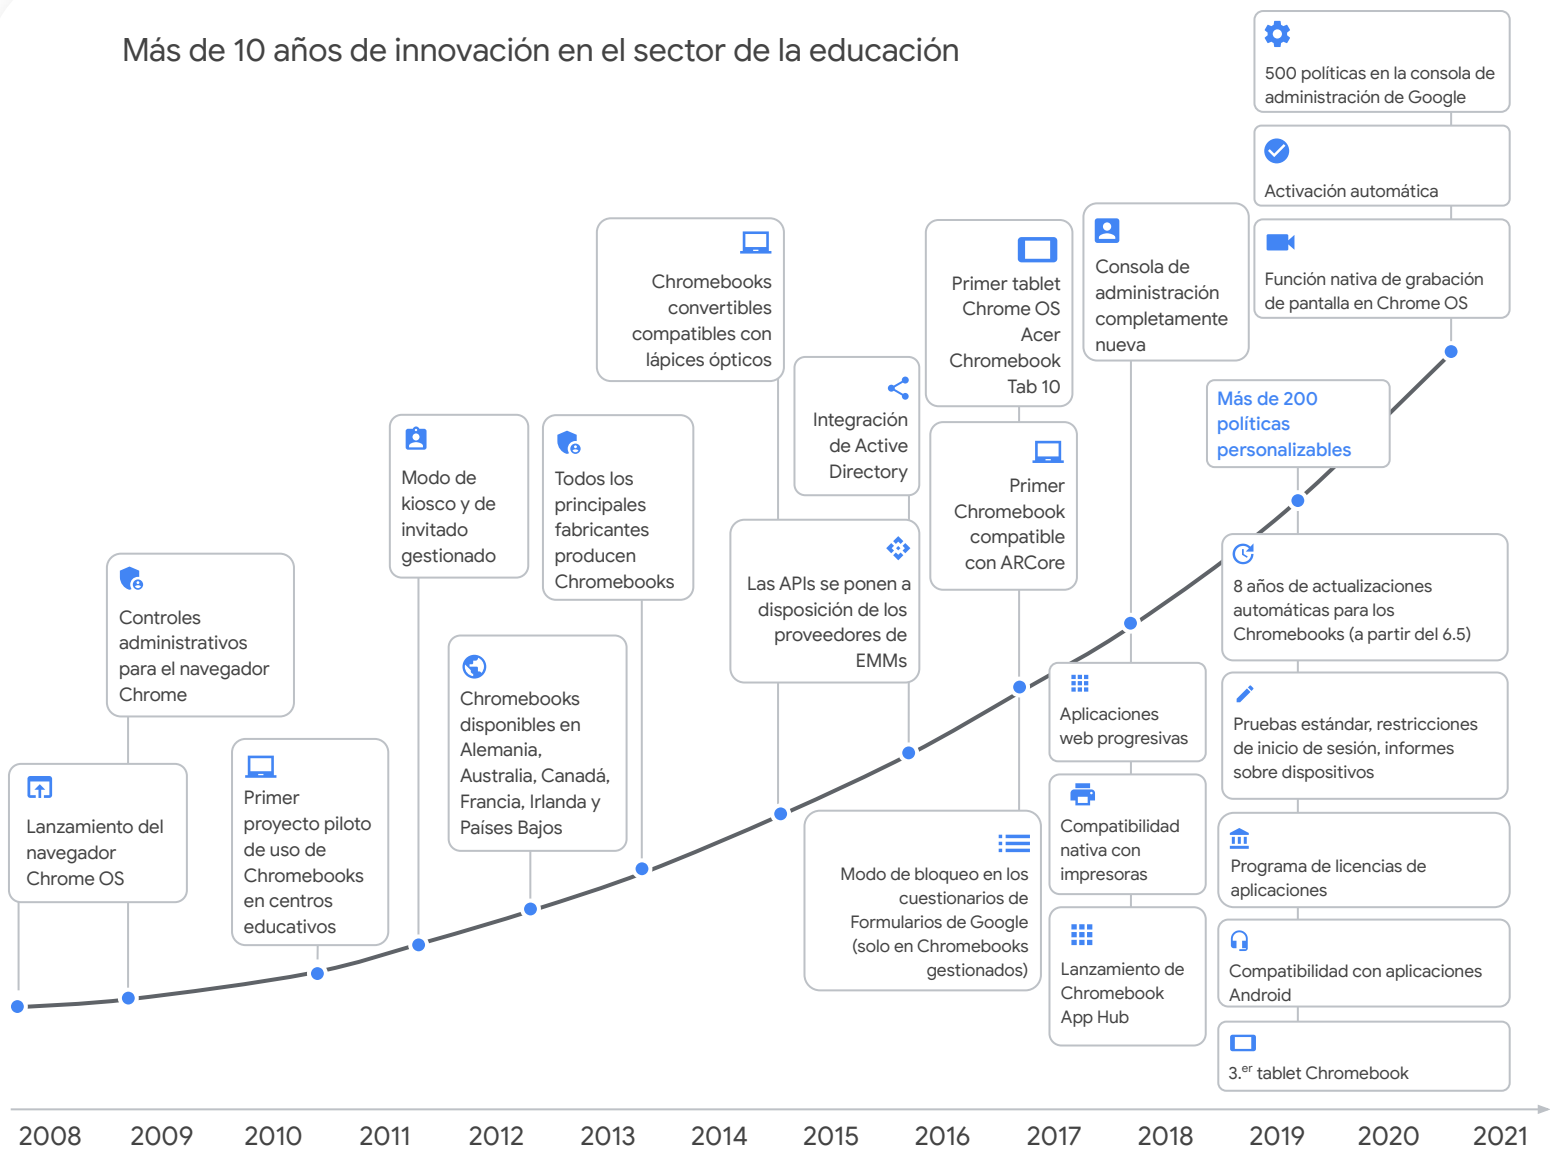 Más de 10 años de innovación en el sector de la educación
500 políticas en la consola de
administración de Google
Activación automática
Función nativa de grabación
de pantalla en Chrome OS
Chromebooks
convertibles
compatibles con
lápices ópticos
Primer tablet
Chrome OS
Acer
Chromebook
Tab 10
Consola de
administración
completamente
nueva
Integración
de Active
Directory
Más de 200
políticas
personalizables
Modo de
kiosco y de
invitado
gestionado
Todos los
principales
fabricantes
producen
Chromebooks
Primer
Chromebook
compatible
con ARCore
Las APIs se ponen a
disposición de los
proveedores de
EMMs
8 años de actualizaciones
automáticas para los
Chromebooks (a partir del 6.5)
Controles
administrativos
para el navegador
Chrome
Chromebooks
disponibles en
Alemania,
Australia, Canadá,
Francia, Irlanda y
Países Bajos
Aplicaciones
web progresivas
Pruebas estándar, restricciones
de inicio de sesión, informes
sobre dispositivos
Lanzamiento del
navegador
Chrome OS
Primer
proyecto piloto
de uso de
Chromebooks
en centros
educativos
Modo de bloqueo en los
cuestionarios de
Formularios de Google
(solo en Chromebooks
gestionados)
Compatibilidad
nativa con
impresoras
Programa de licencias de
aplicaciones
Lanzamiento de
Chromebook
App Hub
Compatibilidad con aplicaciones
Android
3.er tablet Chromebook
2008 2009 2010 2011 2012 2013 2014 2015 2016 2017 2018 2019 2020 2021